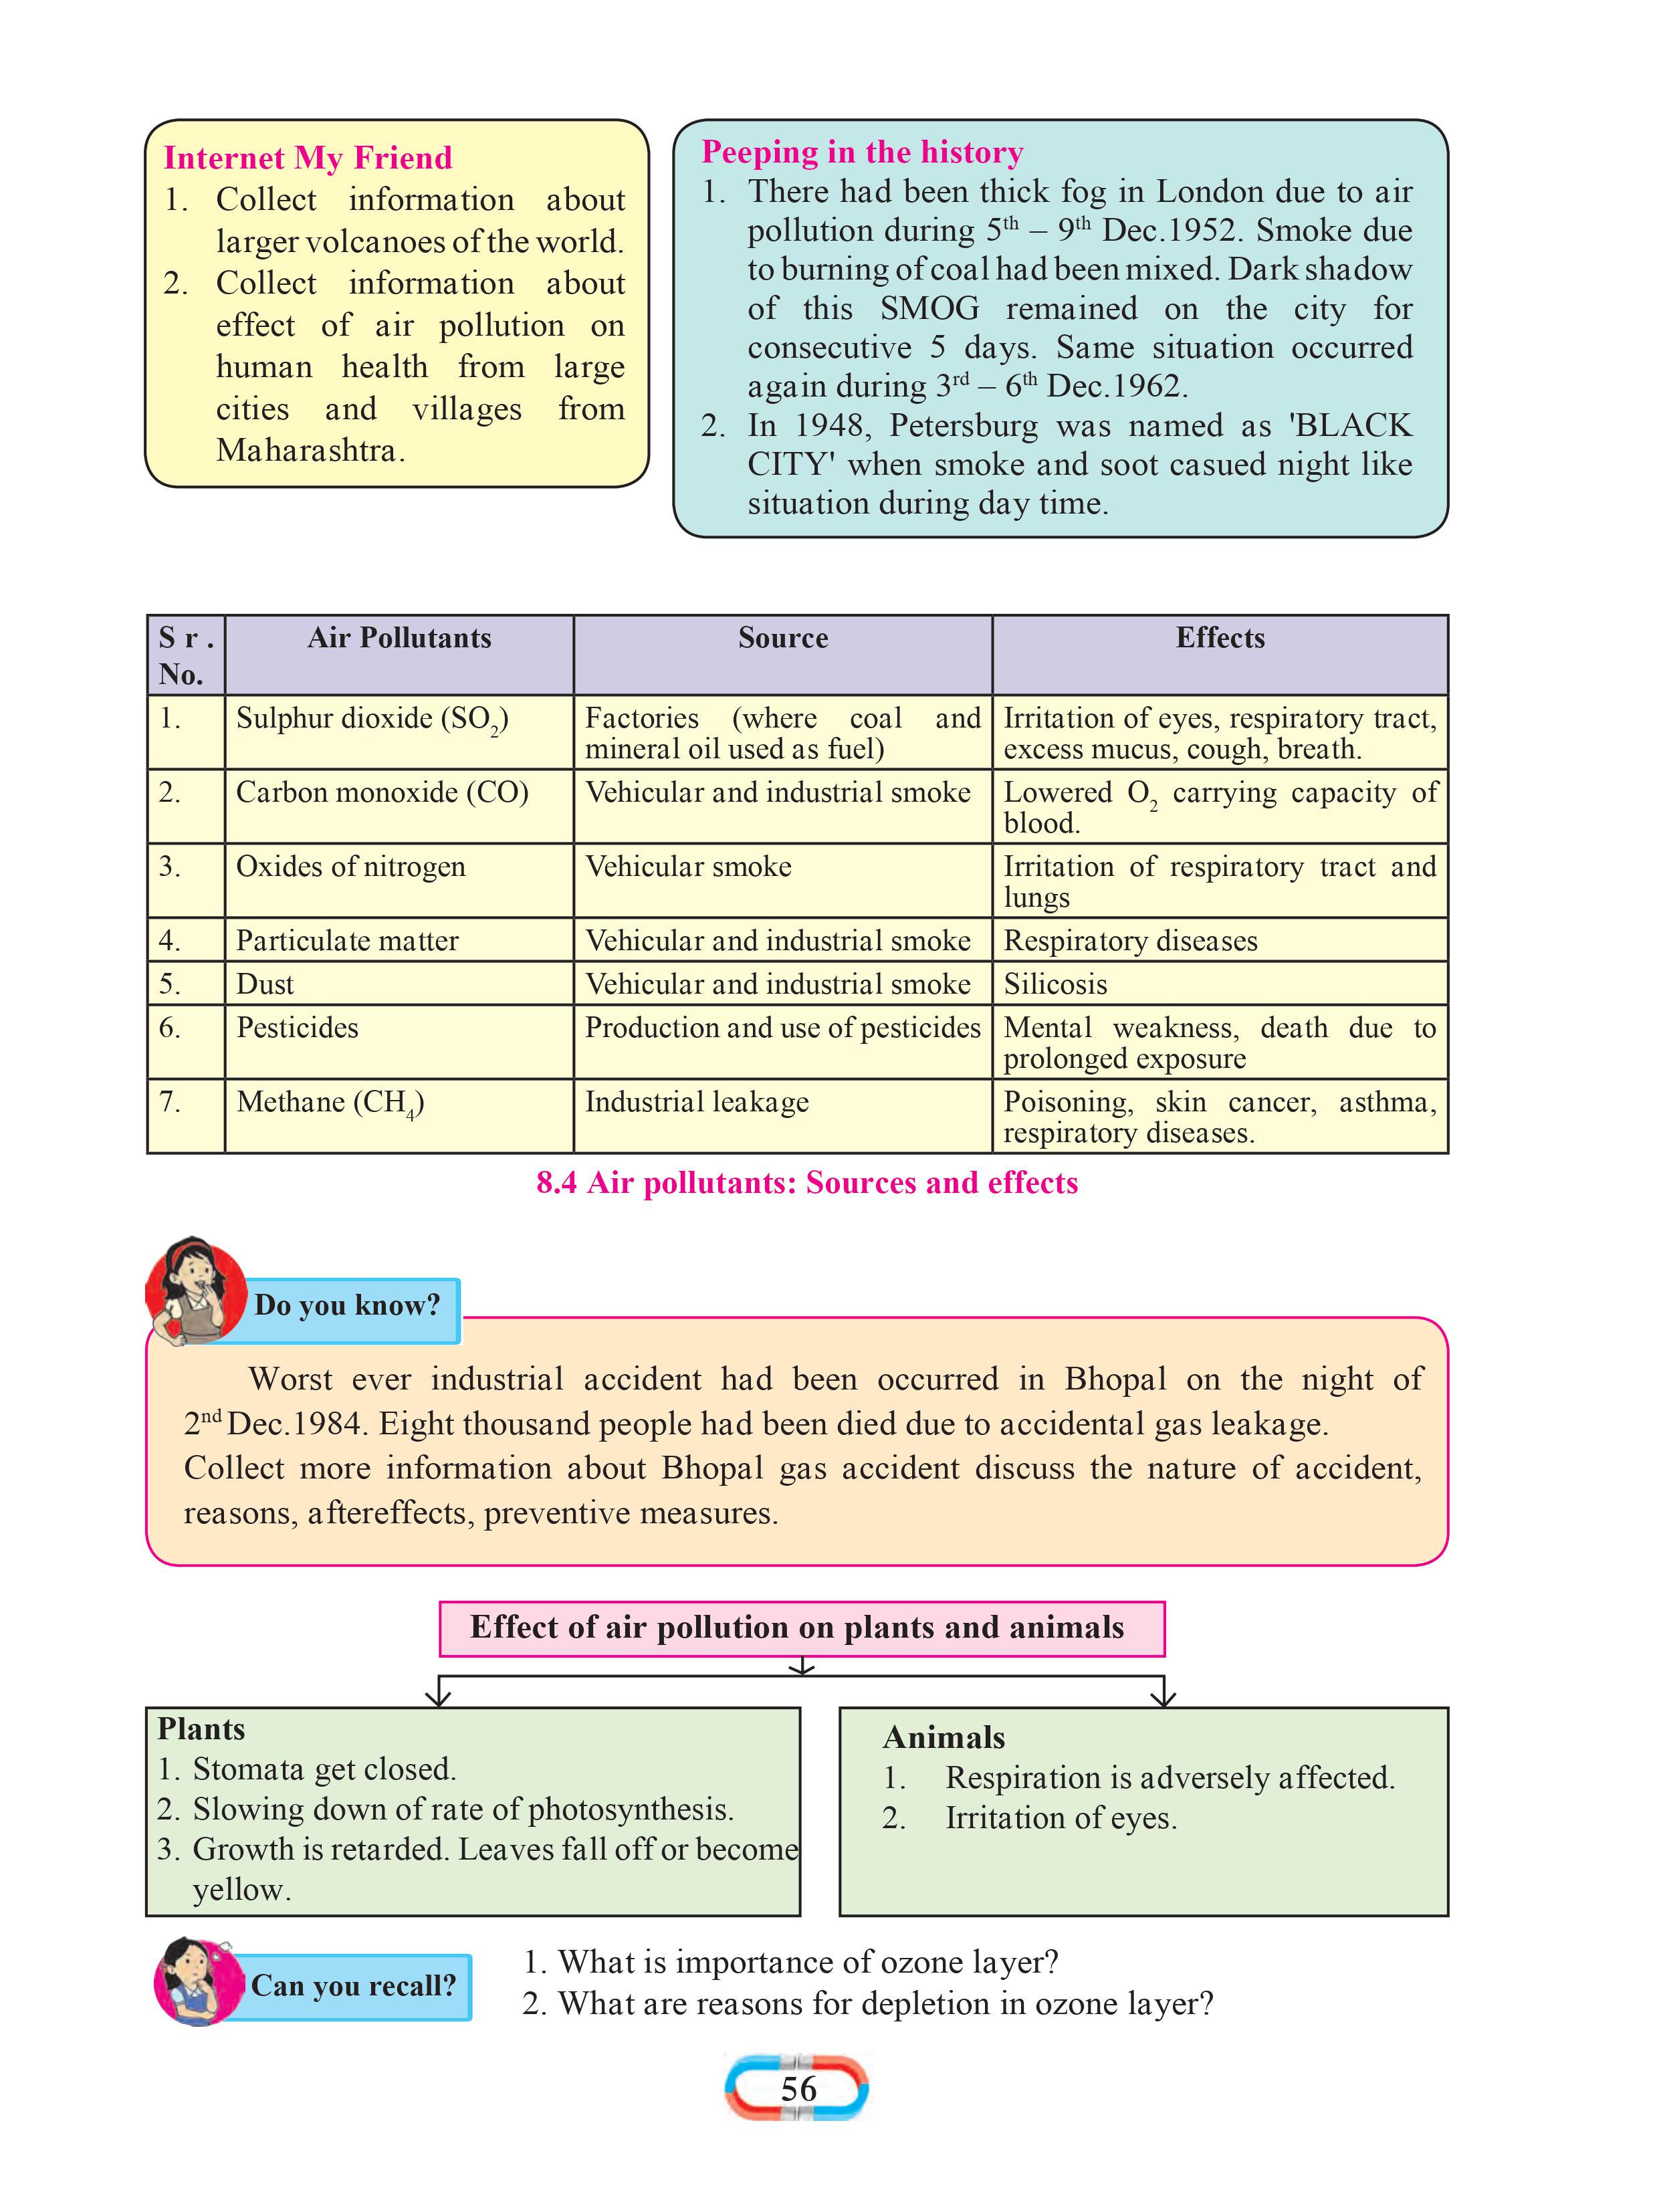 Internet My Friend
1. Collect information about
larger volcanoes of the world.
2. Collect information about
effect of air pollution on
human health from large
cities and villages from
Maharashtra.
Peeping in the history
1. There had been thick fog in London due to air
pollution during 5th – 9th Dec.1952. Smoke due
to burning of coal had been mixed. Dark shadow
of this SMOG remained on the city for
consecutive 5 days. Same situation occurred
again during 3rd – 6th Dec.1962.
2. In 1948, Petersburg was named as 'BLACK
CITY' when smoke and soot casued night like
situation during day time.
Sr. No. Air Pollutants Source Effects
1. Sulphur dioxide (SO2) Factories (where coal and mineral oil used as fuel) Irritation of eyes, respiratory tract, excess mucus, cough, breath.
2. Carbon monoxide (CO) Vehicular and industrial smoke Lowered O2 carrying capacity of blood.
3. Oxides of nitrogen Vehicular smoke Irritation of respiratory tract and lungs
4. Particulate matter Vehicular and industrial smoke Respiratory diseases
5. Dust Vehicular and industrial smoke Silicosis
6. Pesticides Production and use of pesticides Mental weakness, death due to prolonged exposure
7. Methane (CH4) Industrial leakage Poisoning, skin cancer, asthma, respiratory diseases.
8.4 Air pollutants: Sources and effects
Do you know?
Worst ever industrial accident had been occurred in Bhopal on the night of
2nd Dec.1984. Eight thousand people had been died due to accidental gas leakage.
Collect more information about Bhopal gas accident discuss the nature of accident,
reasons, aftereffects, preventive measures.
Effect of air pollution on plants and animals
Plants
1. Stomata get closed.
2. Slowing down of rate of photosynthesis.
3. Growth is retarded. Leaves fall off or become
yellow.
Animals
1. Respiration is adversely affected.
2. Irritation of eyes.
Can you recall?
1. What is importance of ozone layer?
2. What are reasons for depletion in ozone layer?
56